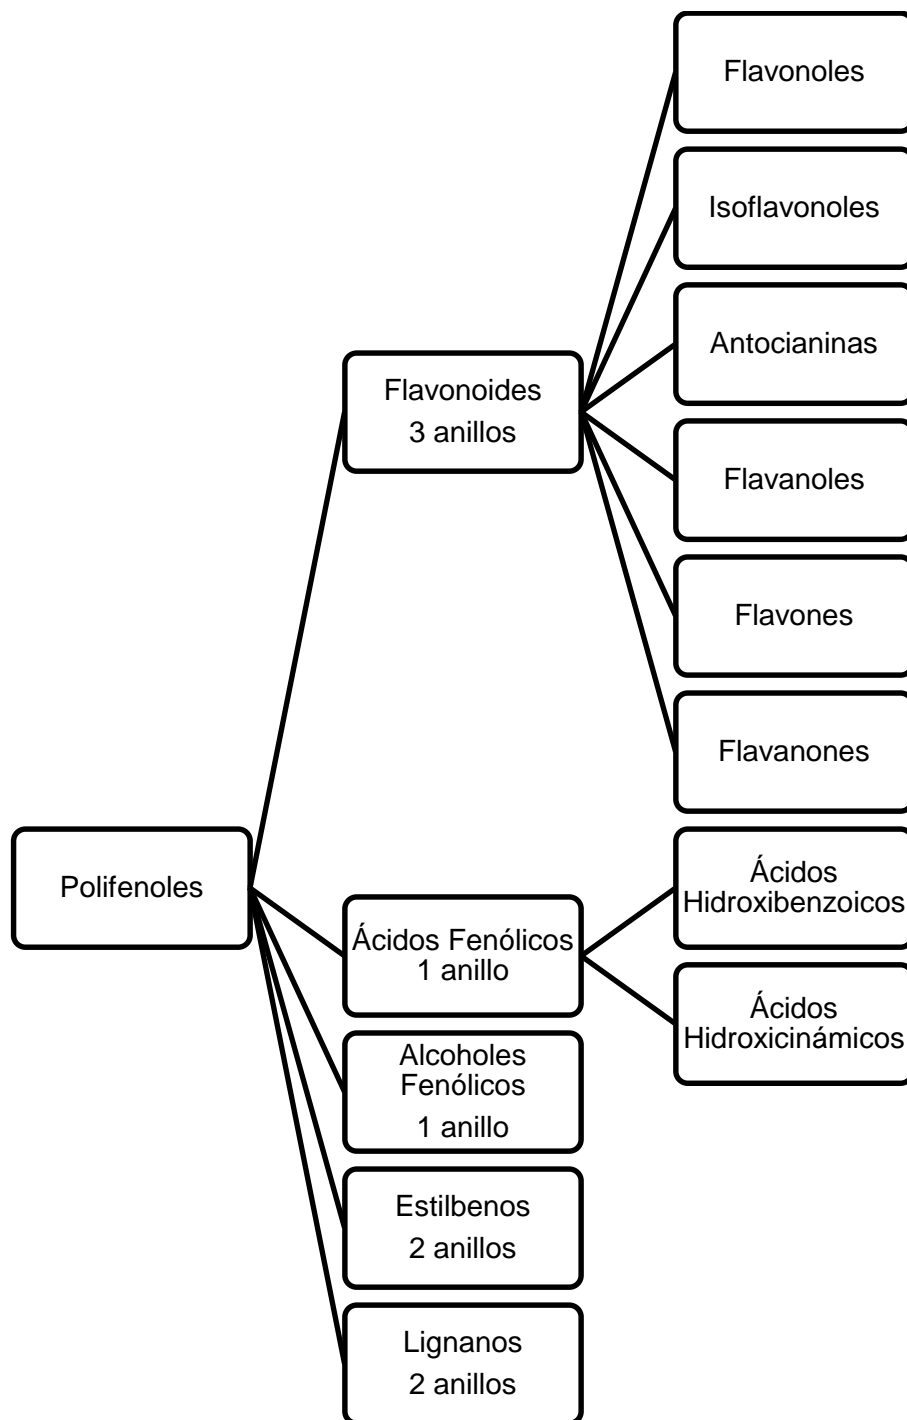 Flavonoles
Isoflavonoles
Antocianinas
Flavonoides
3 anillos
Flavanoles
Flavones
Flavanones
Polifenoles
Ácidos
Hidroxibenzoicos
Ácidos Fenólicos
1 anillo
Ácidos
Hidroxicinámicos
Alcoholes
Fenólicos
1 anillo
Estilbenos
2 anillos
Lignanos
2 anillos